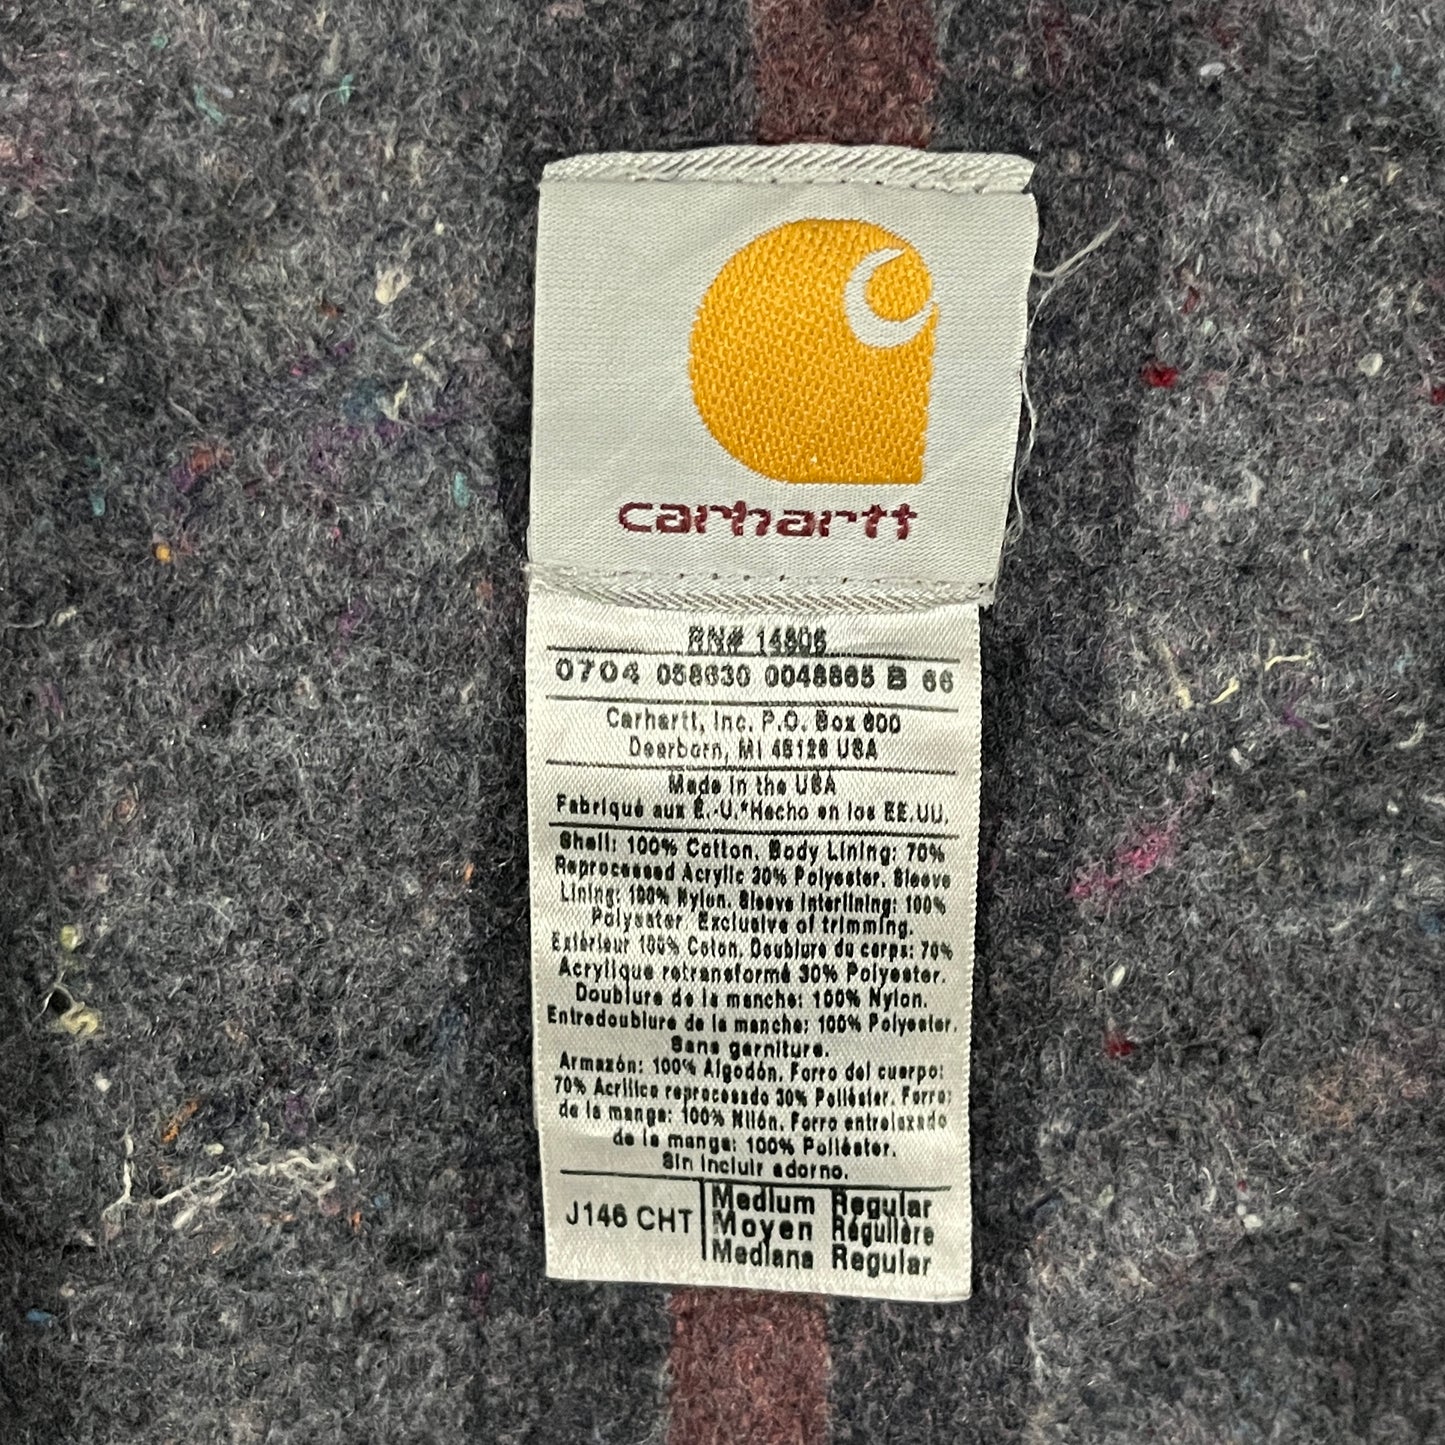 carhartt
RN# 14806
0704 058630 0048865 B 66
Carhartt, Inc. P.O. Box 600
Dearborn, MI 48126 USA
Made in the USA
Fabriqué aux É.-U.*Hecho en los EE.UU.
Shell: 100% Cotton. Body Lining: 70%
Reprocessed Acrylic 30% Polyester. Sleeve
Lining: 100% Nylon. Sleeve Interlining: 100%
Polyester. Exclusive of trimming.
Extérieur 100% Coton. Doublure du corps: 70%
Acrylique retransformé 30% Polyester.
Doublure de la manche: 100% Nylon.
Entredoublure de la manche: 100% Polyester.
Sans garniture.
Armazón: 100% Algodón. Forro del cuerpo:
70% Acrílico reprocesado 30% Poliéster. Forro:
de la manga: 100% Nilón. Forro entrelazado
de la manga: 100% Poliéster.
Sin incluir adorno.
J146 CHT
Medium Regular
Moyen Régulière
Mediana Regular